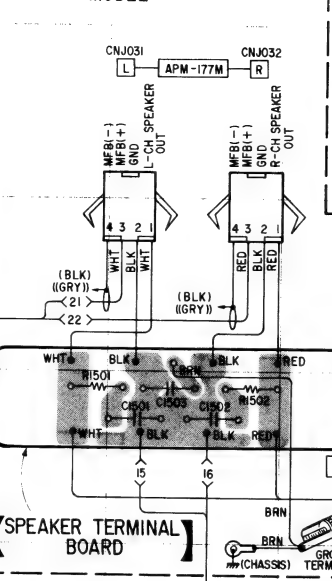 CNJ031 CNJ032
L APM-177M R
MFB(-)
MFB(+)
GND
L-CH SPEAKER
OUT
MFB(-)
MFB(+)
GND
R-CH SPEAKER
OUT
4 3 2 1
4 3 2 1
WHT
BLK
WHT
RED
BLK
RED
(BLK)
((GRY))
(BLK)
((GRY))
21
22
WHT BLK BLK RED
BRN
R1501
C1503
R1502
C1501
C1502
WHT BLK BLK RED
15 16
BRN
SPEAKER TERMINAL
BOARD
BRN
(CHASSIS)
GRO
TERM